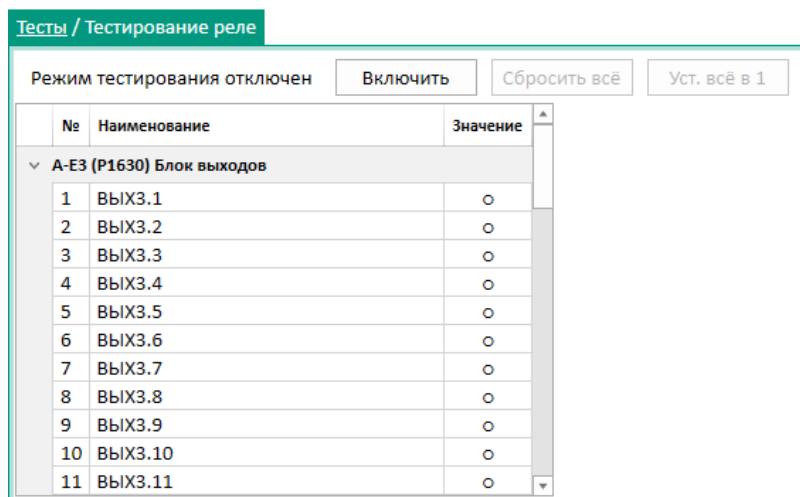 Тесты / Тестирование реле
Режим тестирования отключен Включить Сбросить всё Уст. всё в 1
№ Наименование Значение
A-E3 (P1630) Блок выходов
1 ВЫХ3.1
2 ВЫХ3.2
3 ВЫХ3.3
4 ВЫХ3.4
5 ВЫХ3.5
6 ВЫХ3.6
7 ВЫХ3.7
8 ВЫХ3.8
9 ВЫХ3.9
10 ВЫХ3.10
11 ВЫХ3.11